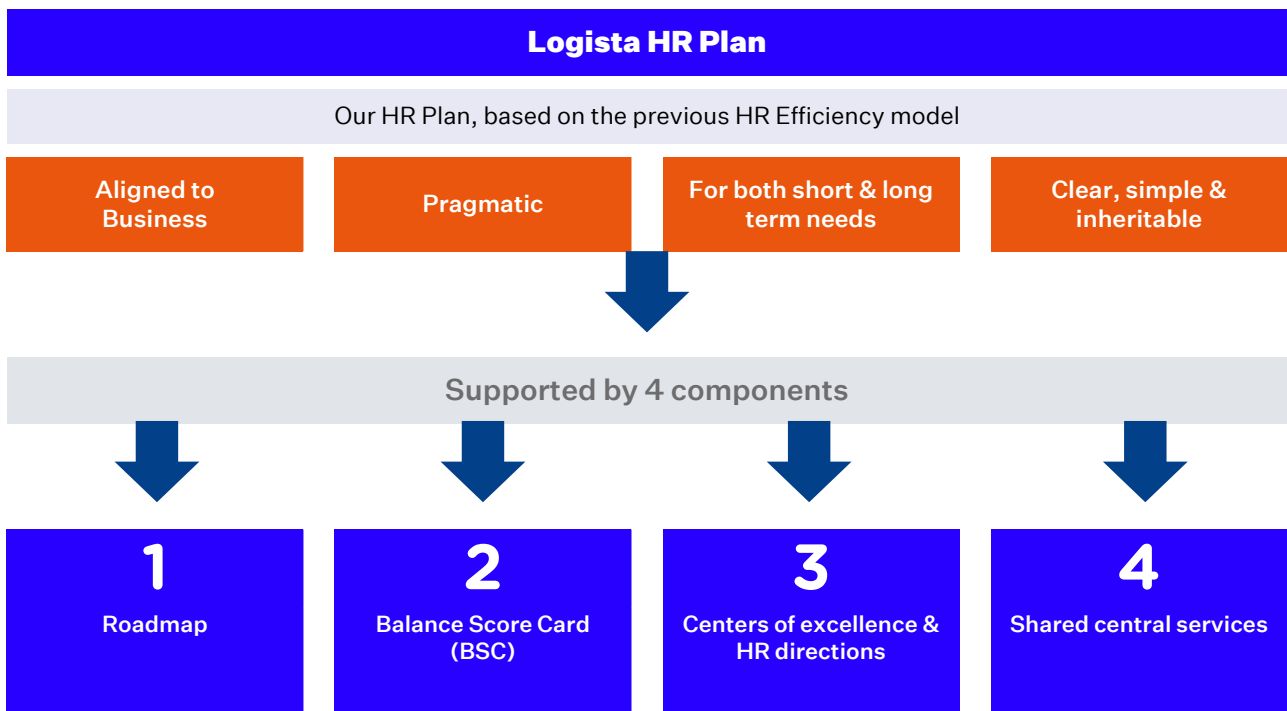 Logista HR Plan
Our HR Plan, based on the previous HR Efficiency model
Aligned to
Business
Pragmatic
For both short & long
term needs
Clear, simple &
inheritable
Supported by 4 components
1
Roadmap
2
Balance Score Card
(BSC)
3
Centers of excellence &
HR directions
4
Shared central services